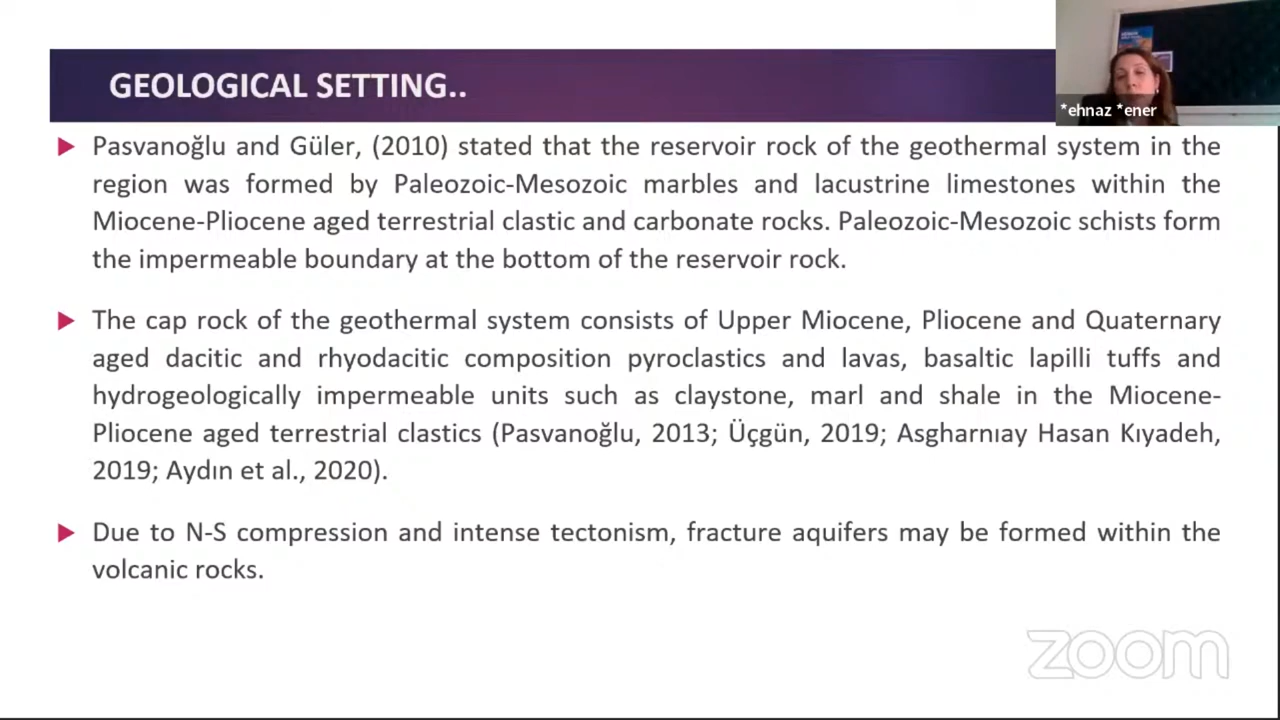 GEOLOGICAL SETTING..
*ehnaz *ener
Pasvanoğlu and Güler, (2010) stated that the reservoir rock of the geothermal system in the
region was formed by Paleozoic-Mesozoic marbles and lacustrine limestones within the
Miocene-Pliocene aged terrestrial clastic and carbonate rocks. Paleozoic-Mesozoic schists form
the impermeable boundary at the bottom of the reservoir rock.
The cap rock of the geothermal system consists of Upper Miocene, Pliocene and Quaternary
aged dacitic and rhyodacitic composition pyroclastics and lavas, basaltic lapilli tuffs and
hydrogeologically impermeable units such as claystone, marl and shale in the Miocene-
Pliocene aged terrestrial clastics (Pasvanoğlu, 2013; Üçgün, 2019; Asgharnıay Hasan Kıyadeh,
2019; Aydın et al., 2020).
Due to N-S compression and intense tectonism, fracture aquifers may be formed within the
volcanic rocks.
zoom